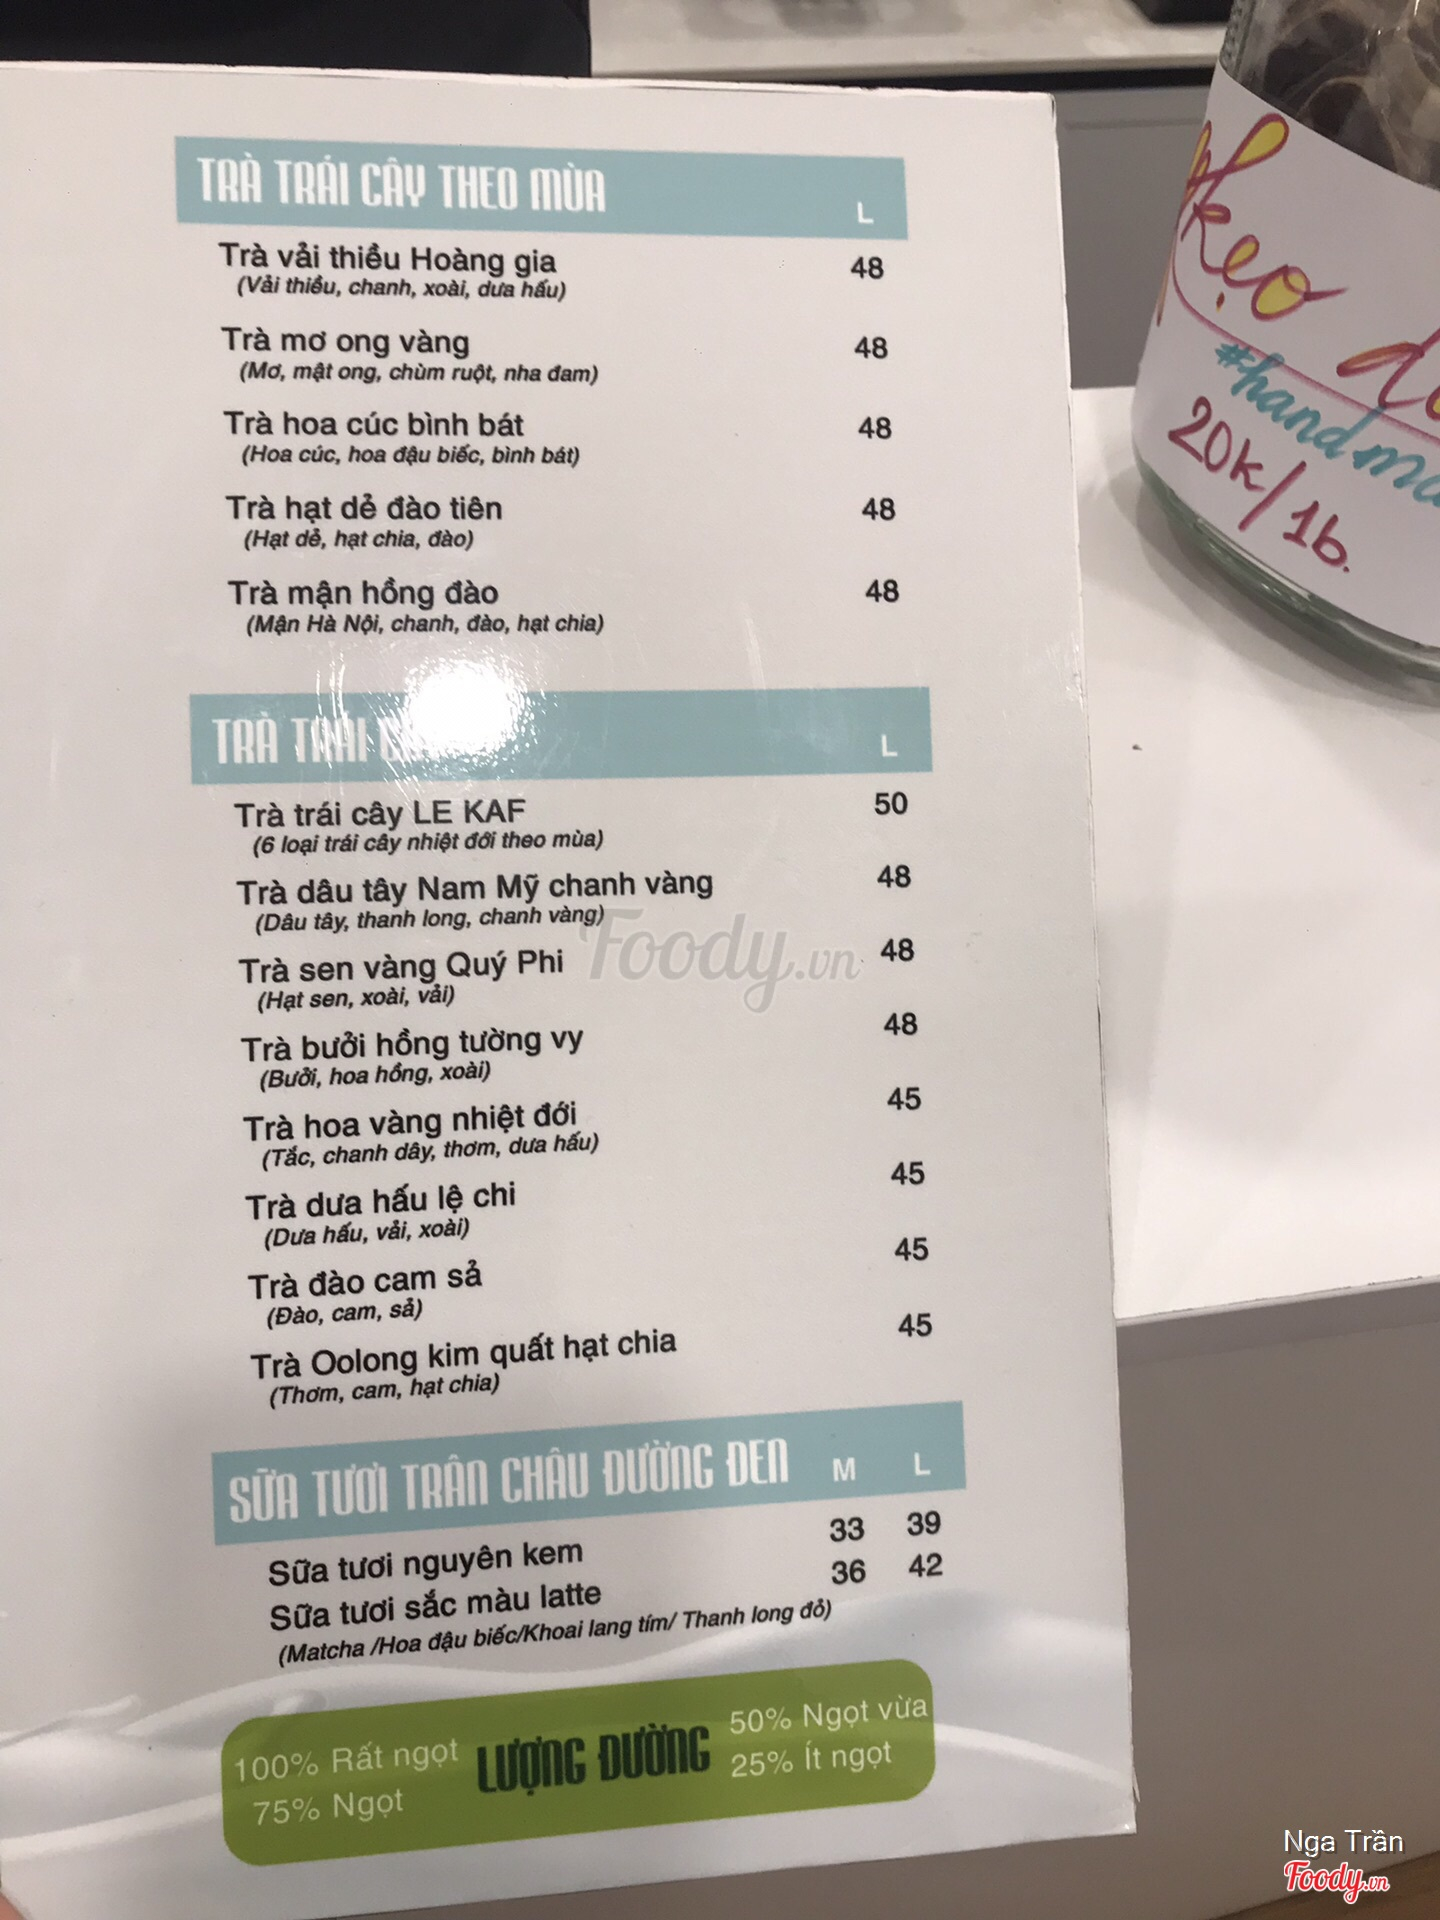 TRÀ TRÁI CÂY THEO MÙA L
Trà vải thiều Hoàng gia 48
(Vải thiều, chanh, xoài, dưa hấu)
Trà mơ ong vàng 48
(Mơ, mật ong, chùm ruột, nha đam)
Trà hoa cúc bình bát 48
(Hoa cúc, hoa đậu biếc, bình bát)
Trà hạt dẻ đào tiên 48
(Hạt dẻ, hạt chia, đào)
Trà mận hồng đào 48
(Mận Hà Nội, chanh, đào, hạt chia)
TRÀ TRÁI L
Trà trái cây LE KAF 50
(6 loại trái cây nhiệt đới theo mùa)
Trà dâu tây Nam Mỹ chanh vàng 48
(Dâu tây, thanh long, chanh vàng)
Trà sen vàng Quý Phi 48
(Hạt sen, xoài, vải)
Trà bưởi hồng tường vy 48
(Bưởi, hoa hồng, xoài)
Trà hoa vàng nhiệt đới 45
(Tắc, chanh dây, thơm, dưa hấu)
Trà dưa hấu lệ chi 45
(Dưa hấu, vải, xoài)
Trà đào cam sả 45
(Đào, cam, sả)
Trà Oolong kim quất hạt chia 45
(Thơm, cam, hạt chia)
SỮA TƯƠI TRÂN CHÂU ĐƯỜNG ĐEN M L
Sữa tươi nguyên kem 33 39
Sữa tươi sắc màu latte 36 42
(Matcha /Hoa đậu biếc/Khoai lang tím/ Thanh long đỏ)
LƯỢNG ĐƯỜNG
100% Rất ngọt
75% Ngọt
50% Ngọt vừa
25% Ít ngọt
Kẹo
#handma
20k/1b.
Foody.vn
Nga Trần
Foody.vn